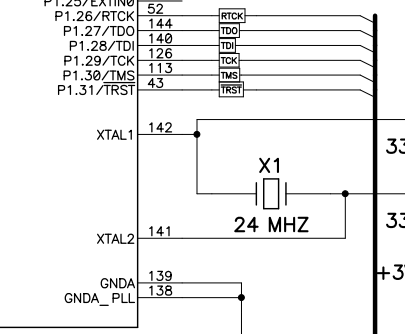 P1.25/EXTIN0
P1.26/RTCK 52 RTCK
P1.27/TDO 144 TDO
P1.28/TDI 140 TDI
P1.29/TCK 126 TCK
P1.30/TMS 113 TMS
P1.31/TRST 43 TRST
XTAL1 142
33
X1
33
24 MHZ
XTAL2 141
+3
GNDA 139
GNDA_PLL 138